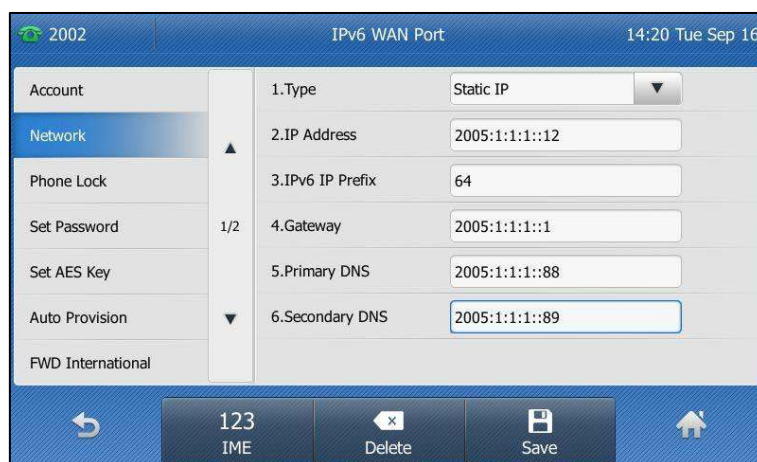 2002 IPv6 WAN Port 14:20 Tue Sep 16
Account 1.Type Static IP
Network 2.IP Address 2005:1:1:1::12
Phone Lock 3.IPv6 IP Prefix 64
Set Password 1/2 4.Gateway 2005:1:1:1::1
Set AES Key 5.Primary DNS 2005:1:1:1::88
Auto Provision 6.Secondary DNS 2005:1:1:1::89
FWD International
123
IME Delete Save